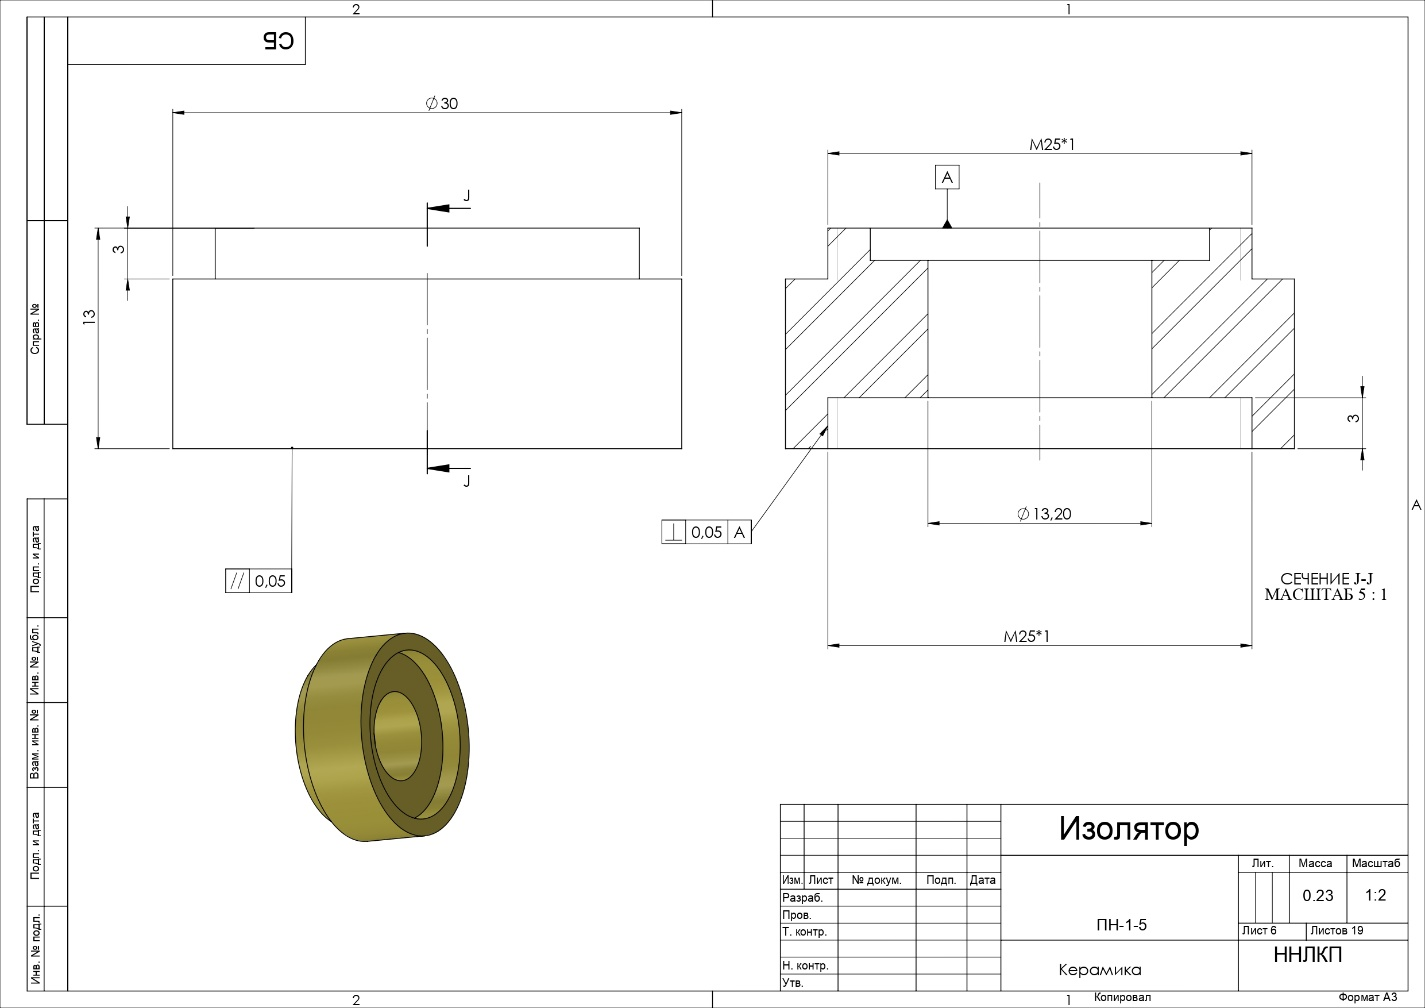 2
1
СБ
⌀30
M25*1
J
A
3
13
3
J
⌀13,20
⊥ 0,05 A
// 0,05
СЕЧЕНИЕ J-J
МАСШТАБ 5 : 1
M25*1
A
Справ. №
Подп. и дата
Инв. № дубл.
Взам. инв. №
Подп. и дата
Инв. № подл.
Изолятор
Лит. Масса Масштаб
Изм. Лист № докум. Подп. Дата
0.23 1:2
Разраб.
Пров.
ПН-1-5
Т. контр.
Лист 6 Листов 19
ННЛКП
Н. контр.
Керамика
Утв.
2
1
Копировал
Формат А3